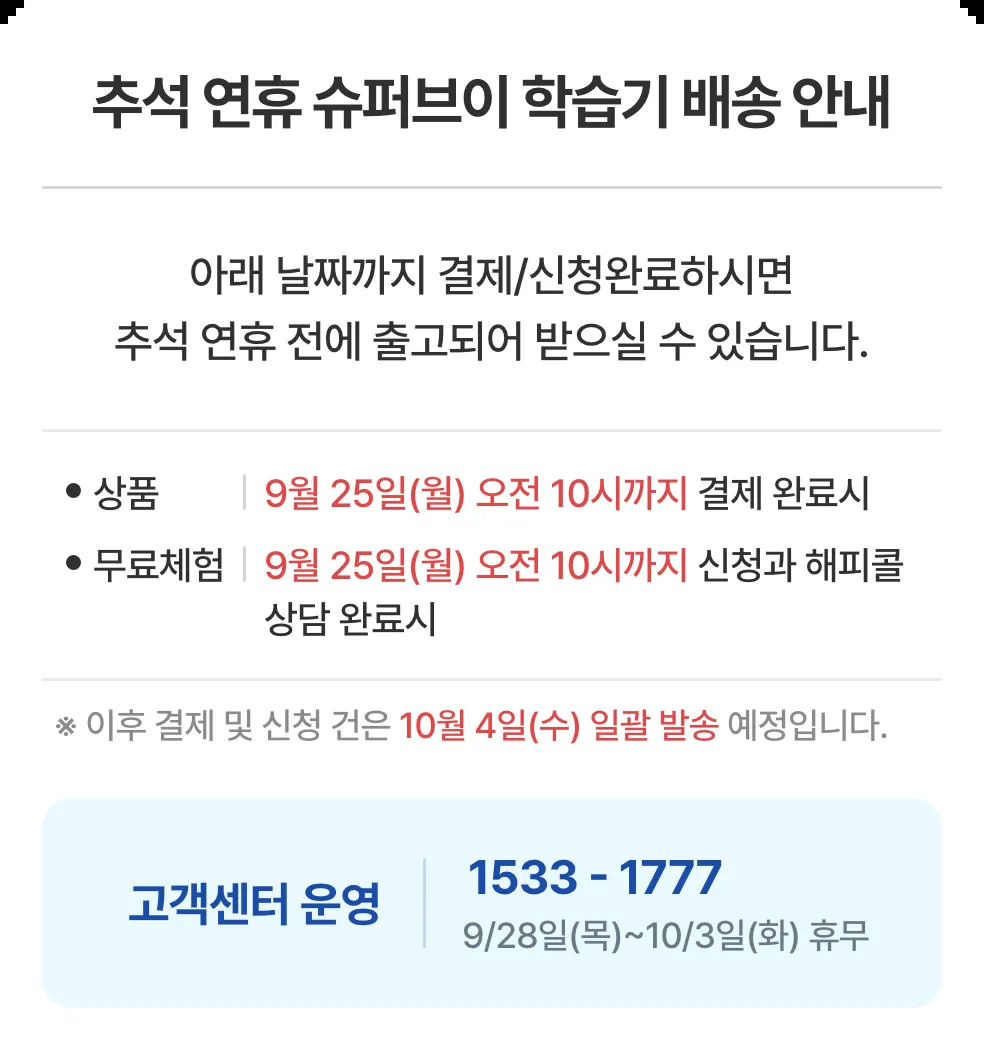 추석 연휴 슈퍼브이 학습기 배송 안내
아래 날짜까지 결제/신청완료하시면
추석 연휴 전에 출고되어 받으실 수 있습니다.
• 상품 | 9월 25일(월) 오전 10시까지 결제 완료시
• 무료체험 | 9월 25일(월) 오전 10시까지 신청과 해피콜
상담 완료시
※ 이후 결제 및 신청 건은 10월 4일(수) 일괄 발송 예정입니다.
고객센터 운영
1533 - 1777
9/28일(목)~10/3일(화) 휴무